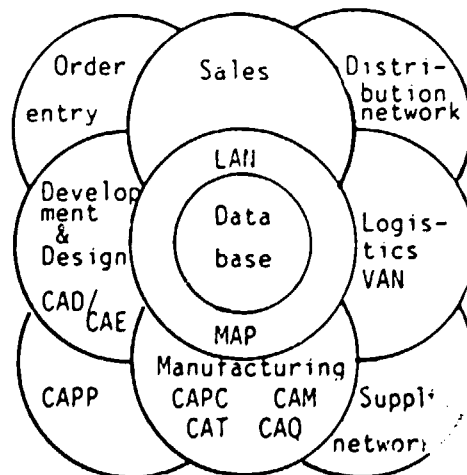 Order
entry
Sales
Distri-
bution
network
LAN
Develop
ment
&
Design
CAD/
CAE
Data
base
Logis-
tics
VAN
MAP
CAPP
Manufacturing
CAPC CAM
CAT CAQ
network